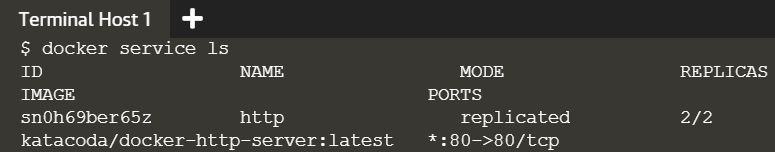 Terminal Host 1
$ docker service ls
ID NAME MODE REPLICAS
IMAGE PORTS
sn0h69ber65z http replicated 2/2
katacoda/docker-http-server:latest *:80->80/tcp